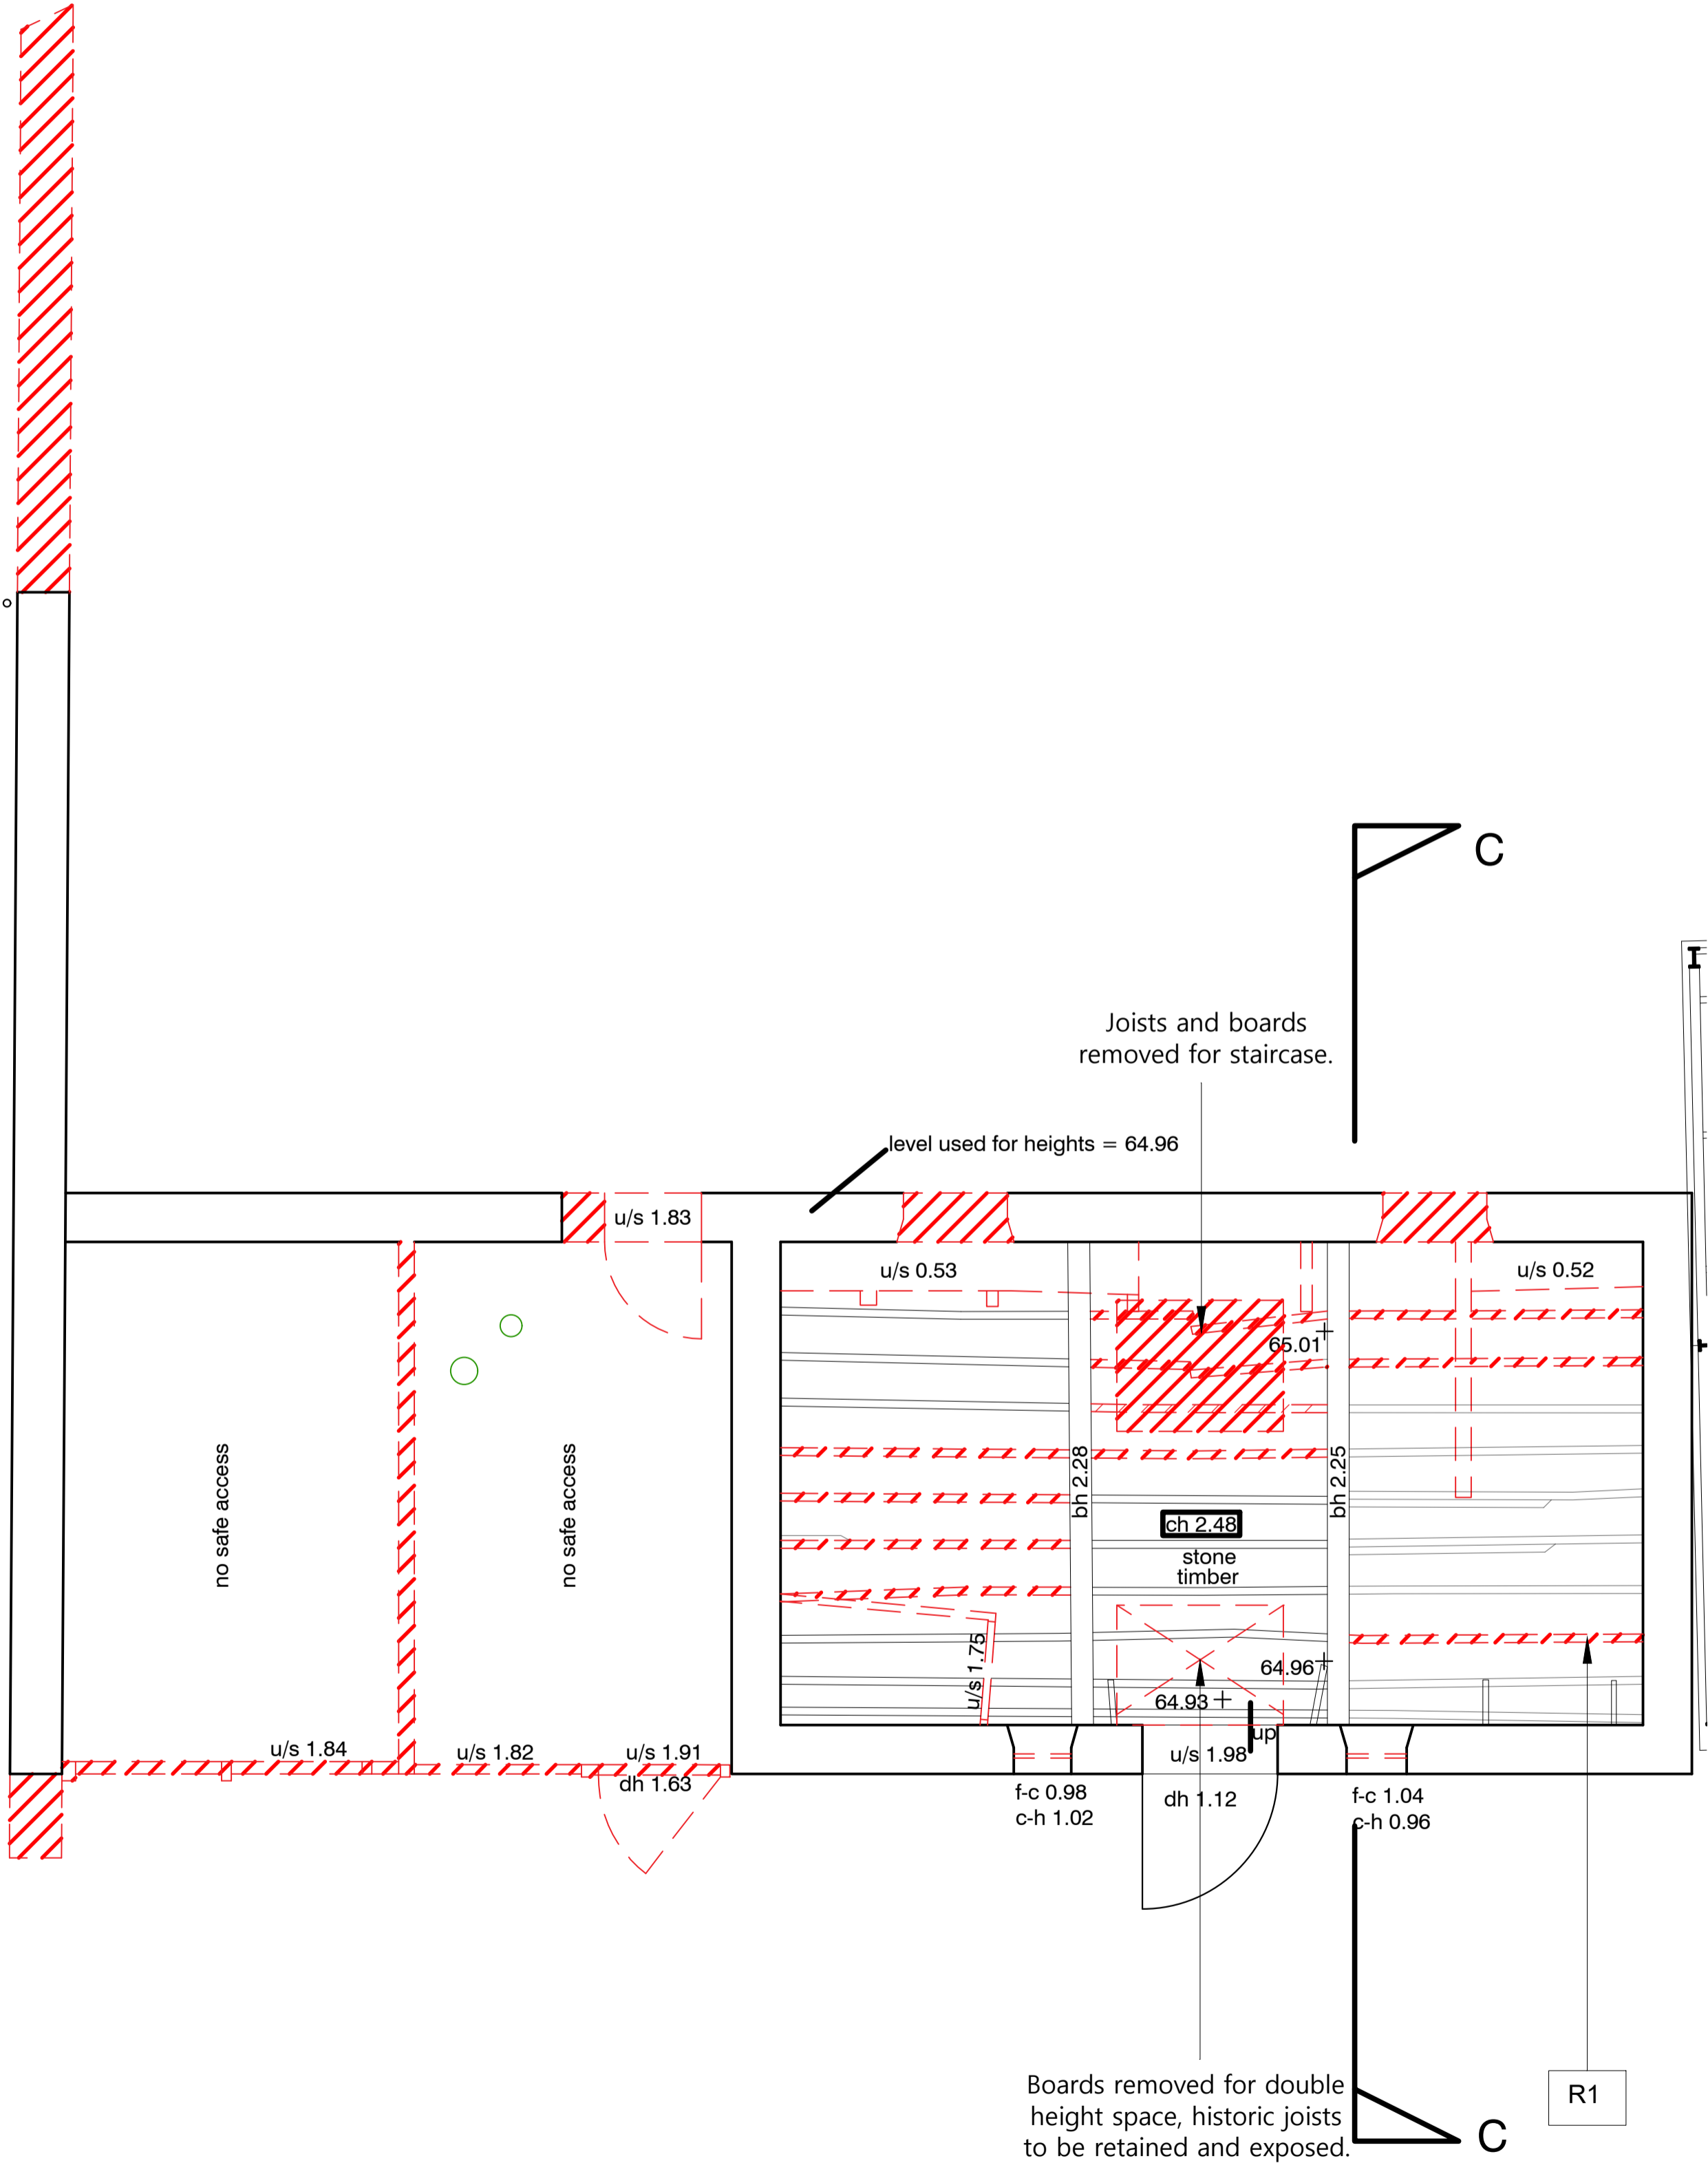 C
Joists and boards
removed for staircase.
level used for heights = 64.96
u/s 1.83
u/s 0.53
u/s 0.52
65.01
no safe access
no safe access
bh 2.28
bh 2.25
ch 2.48
stone
timber
u/s 1.75
64.96
64.93
up
u/s 1.84
u/s 1.82
u/s 1.91
dh 1.63
u/s 1.98
dh 1.12
f-c 0.98
c-h 1.02
f-c 1.04
c-h 0.96
Boards removed for double
height space, historic joists
to be retained and exposed.
R1
C